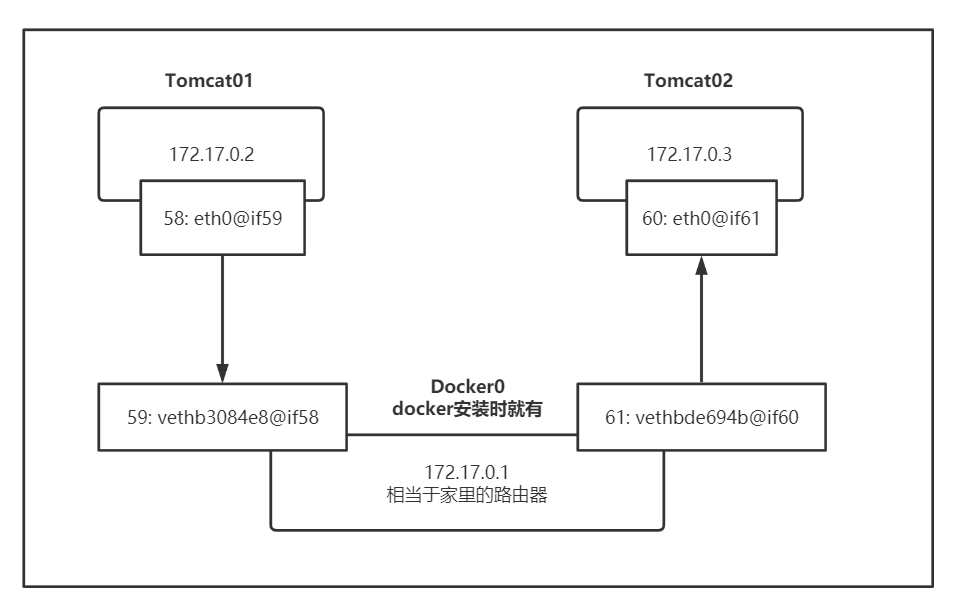 Tomcat01
Tomcat02
172.17.0.2
172.17.0.3
58: eth0@if59
60: eth0@if61
Docker0
docker安装时就有
59: vethb3084e8@if58
61: vethbde694b@if60
172.17.0.1
相当于家里的路由器